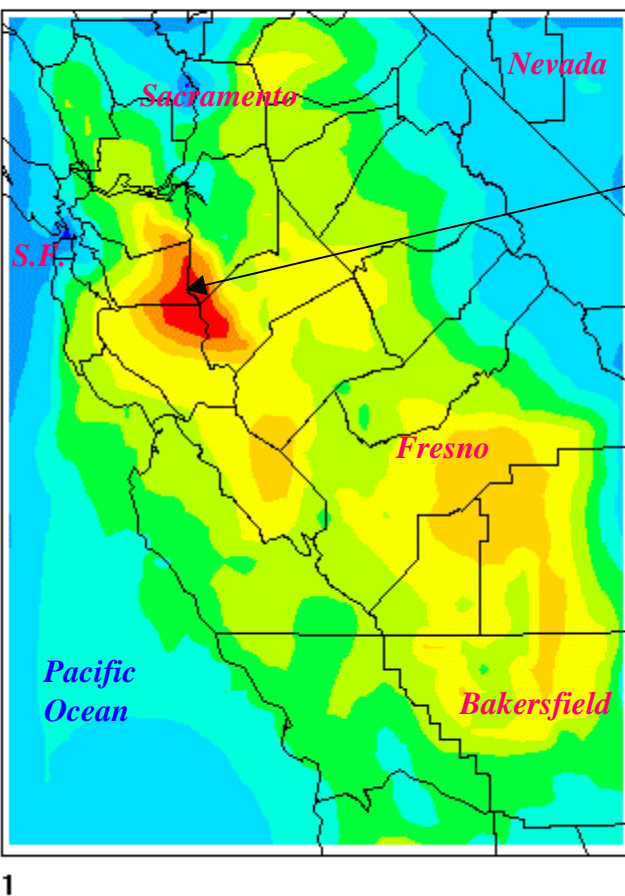 Nevada
Sacramento
S.F.
Fresno
Pacific
Ocean
Bakersfield
1